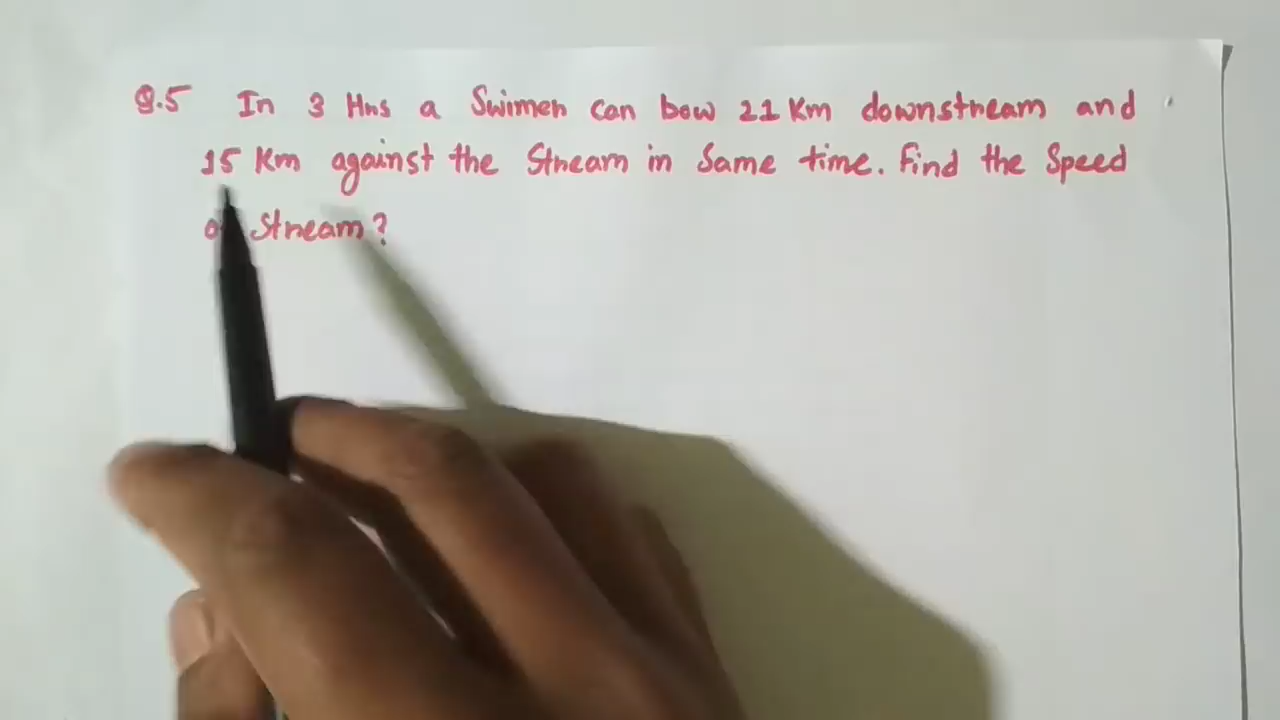 Q.5 In 3 Hrs a Swimer can bow 21 Km downstream and
15 Km against the Stream in Same time. Find the Speed
Stream?